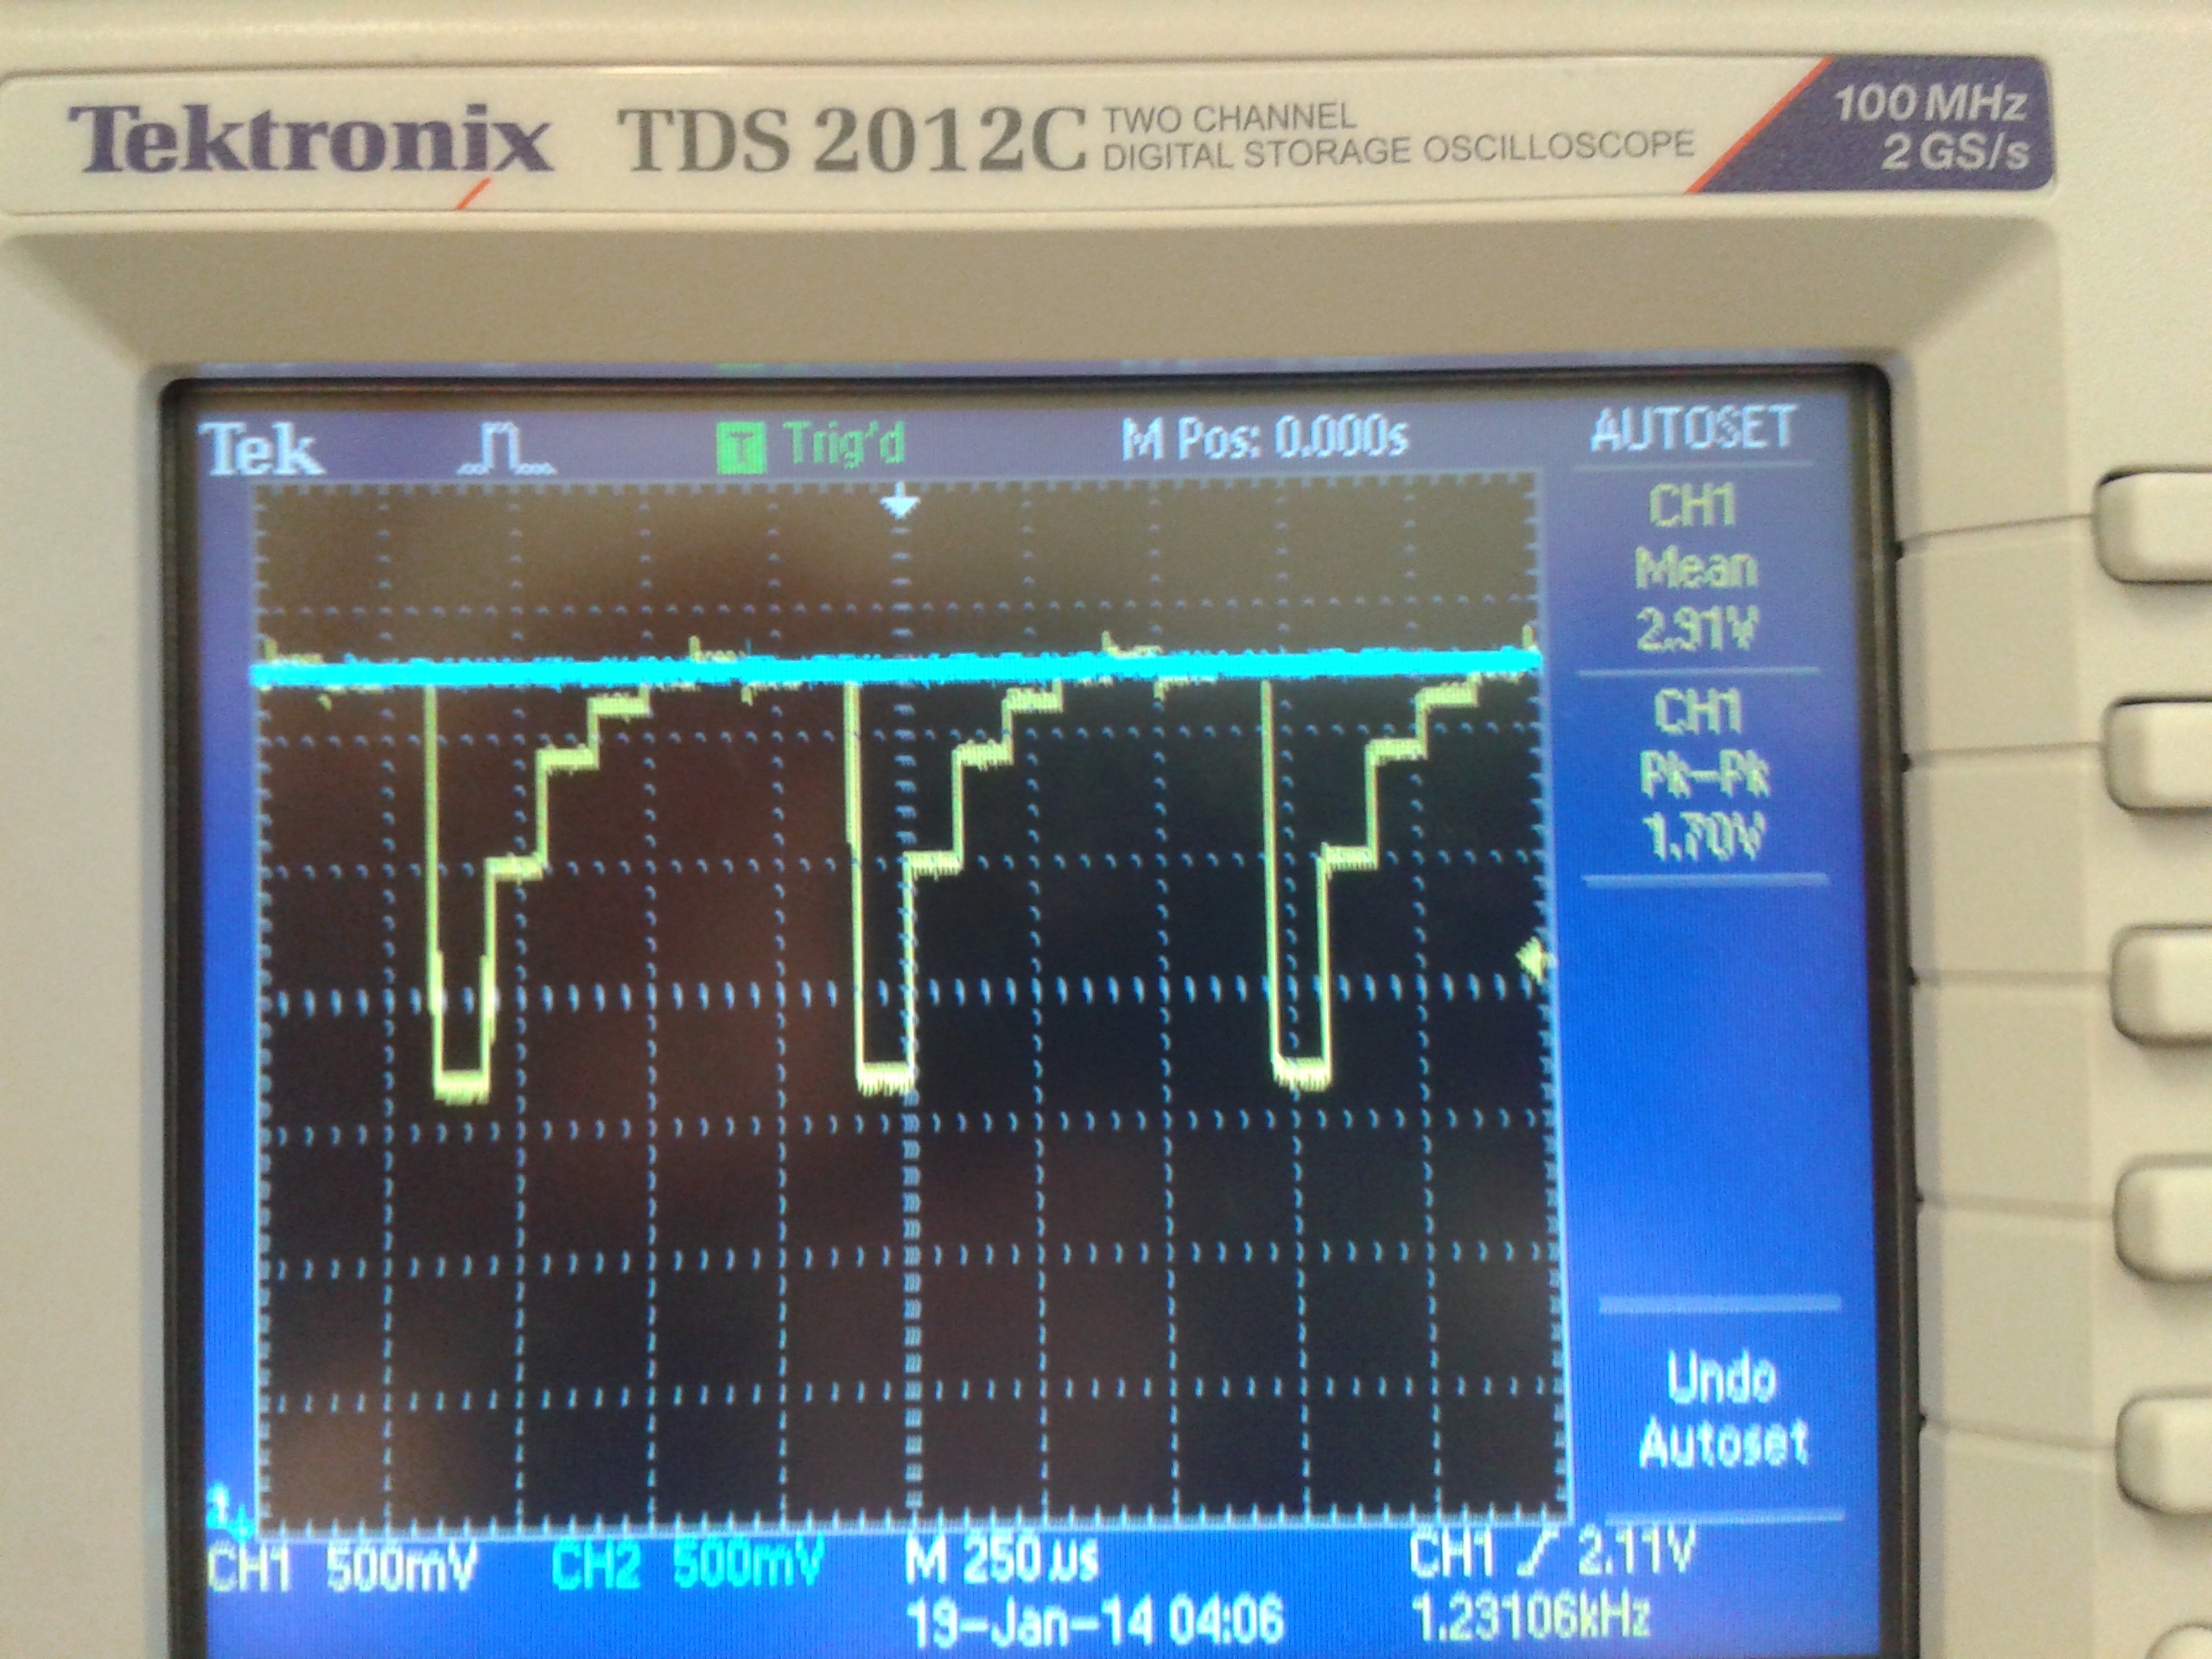 Tektronix TDS 2012C TWO CHANNEL DIGITAL STORAGE OSCILLOSCOPE
100 MHz
2 GS/s
Tek T Trig'd M Pos: 0.000s AUTOSET
CH1
Mean
2.91V
CH1
Pk-Pk
1.70V
Undo
Autoset
CH1 500mV CH2 500mV M 250µs CH1 2.11V
19-Jan-14 04:06 1.23106kHz